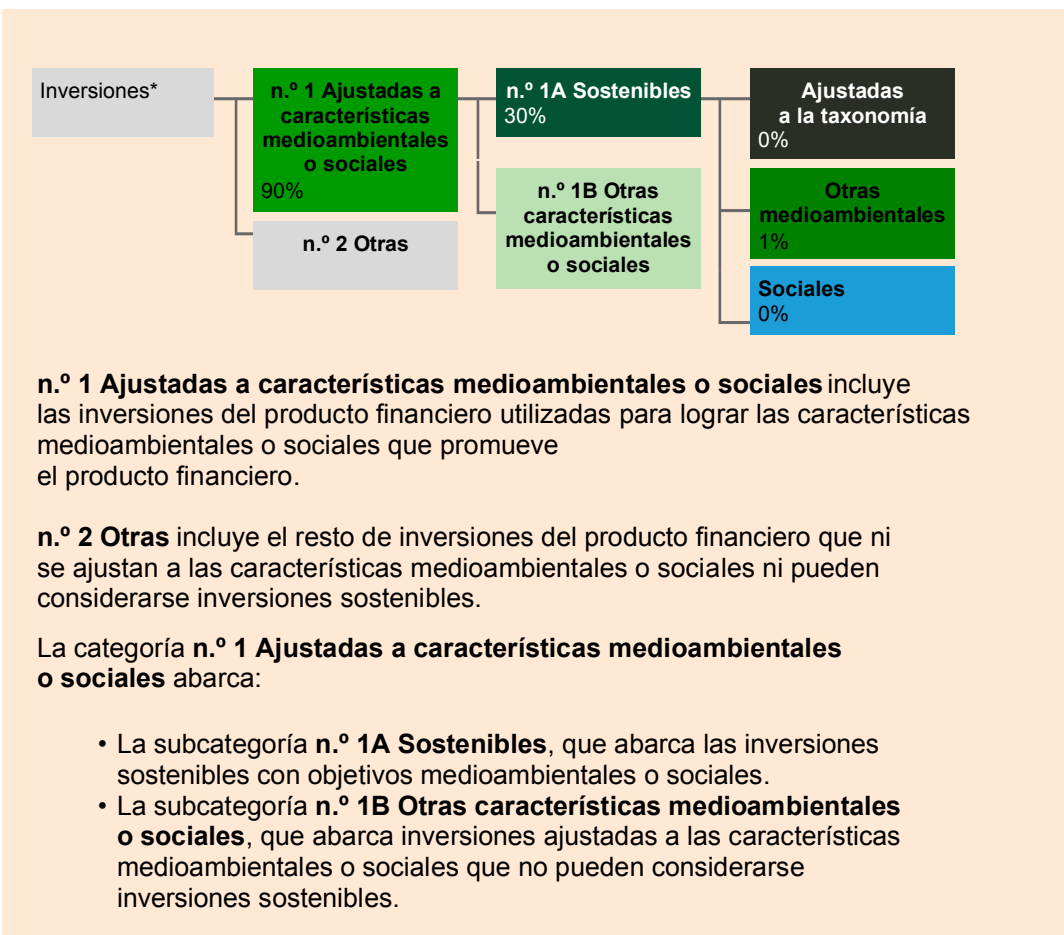 Inversiones*
n.º 1 Ajustadas a
características
medioambientales
o sociales
90%
n.º 2 Otras
n.º 1A Sostenibles
30%
n.º 1B Otras
características
medioambientales
o sociales
Ajustadas
a la taxonomía
0%
Otras
medioambientales
1%
Sociales
0%
n.º 1 Ajustadas a características medioambientales o sociales incluye
las inversiones del producto financiero utilizadas para lograr las características
medioambientales o sociales que promueve
el producto financiero.
n.º 2 Otras incluye el resto de inversiones del producto financiero que ni
se ajustan a las características medioambientales o sociales ni pueden
considerarse inversiones sostenibles.
La categoría n.º 1 Ajustadas a características medioambientales
o sociales abarca:
• La subcategoría n.º 1A Sostenibles, que abarca las inversiones
sostenibles con objetivos medioambientales o sociales.
• La subcategoría n.º 1B Otras características medioambientales
o sociales, que abarca inversiones ajustadas a las características
medioambientales o sociales que no pueden considerarse
inversiones sostenibles.